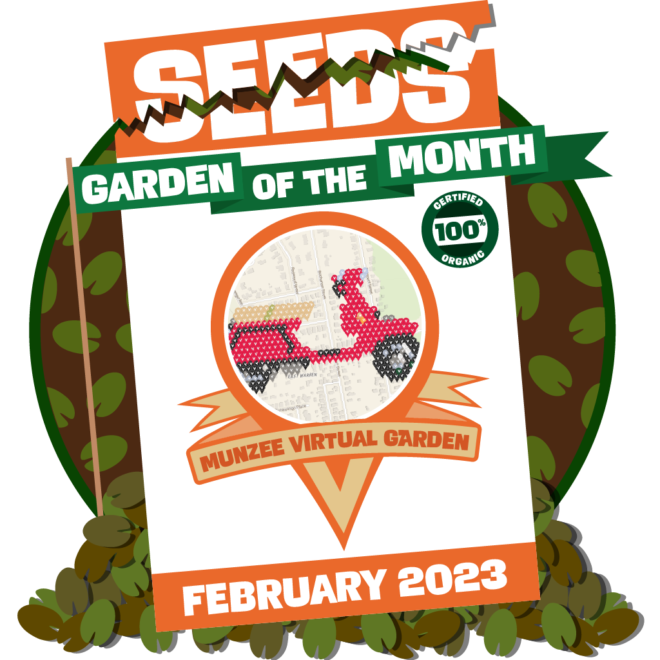 SEEDS
GARDEN OF THE MONTH
CERTIFIED
100%
ORGANIC
MUNZEE VIRTUAL GARDEN
FEBRUARY 2023